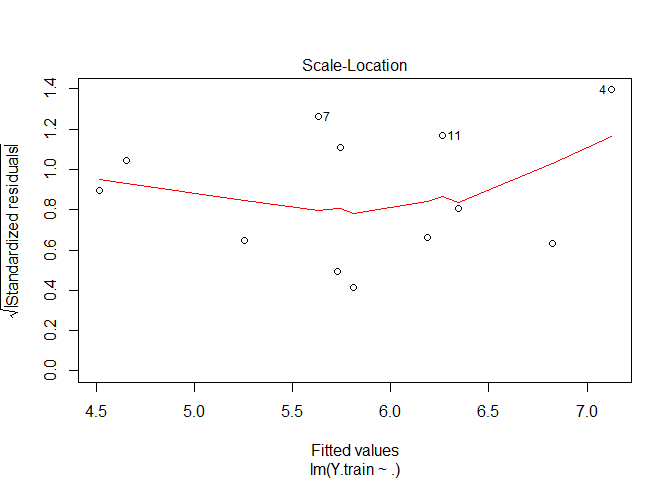 Scale-Location
√|Standardized residuals|
1.4
1.2
1.0
0.8
0.6
0.4
0.2
0.0
4
7
11
4.5 5.0 5.5 6.0 6.5 7.0
Fitted values
lm(Y.train ~ .)